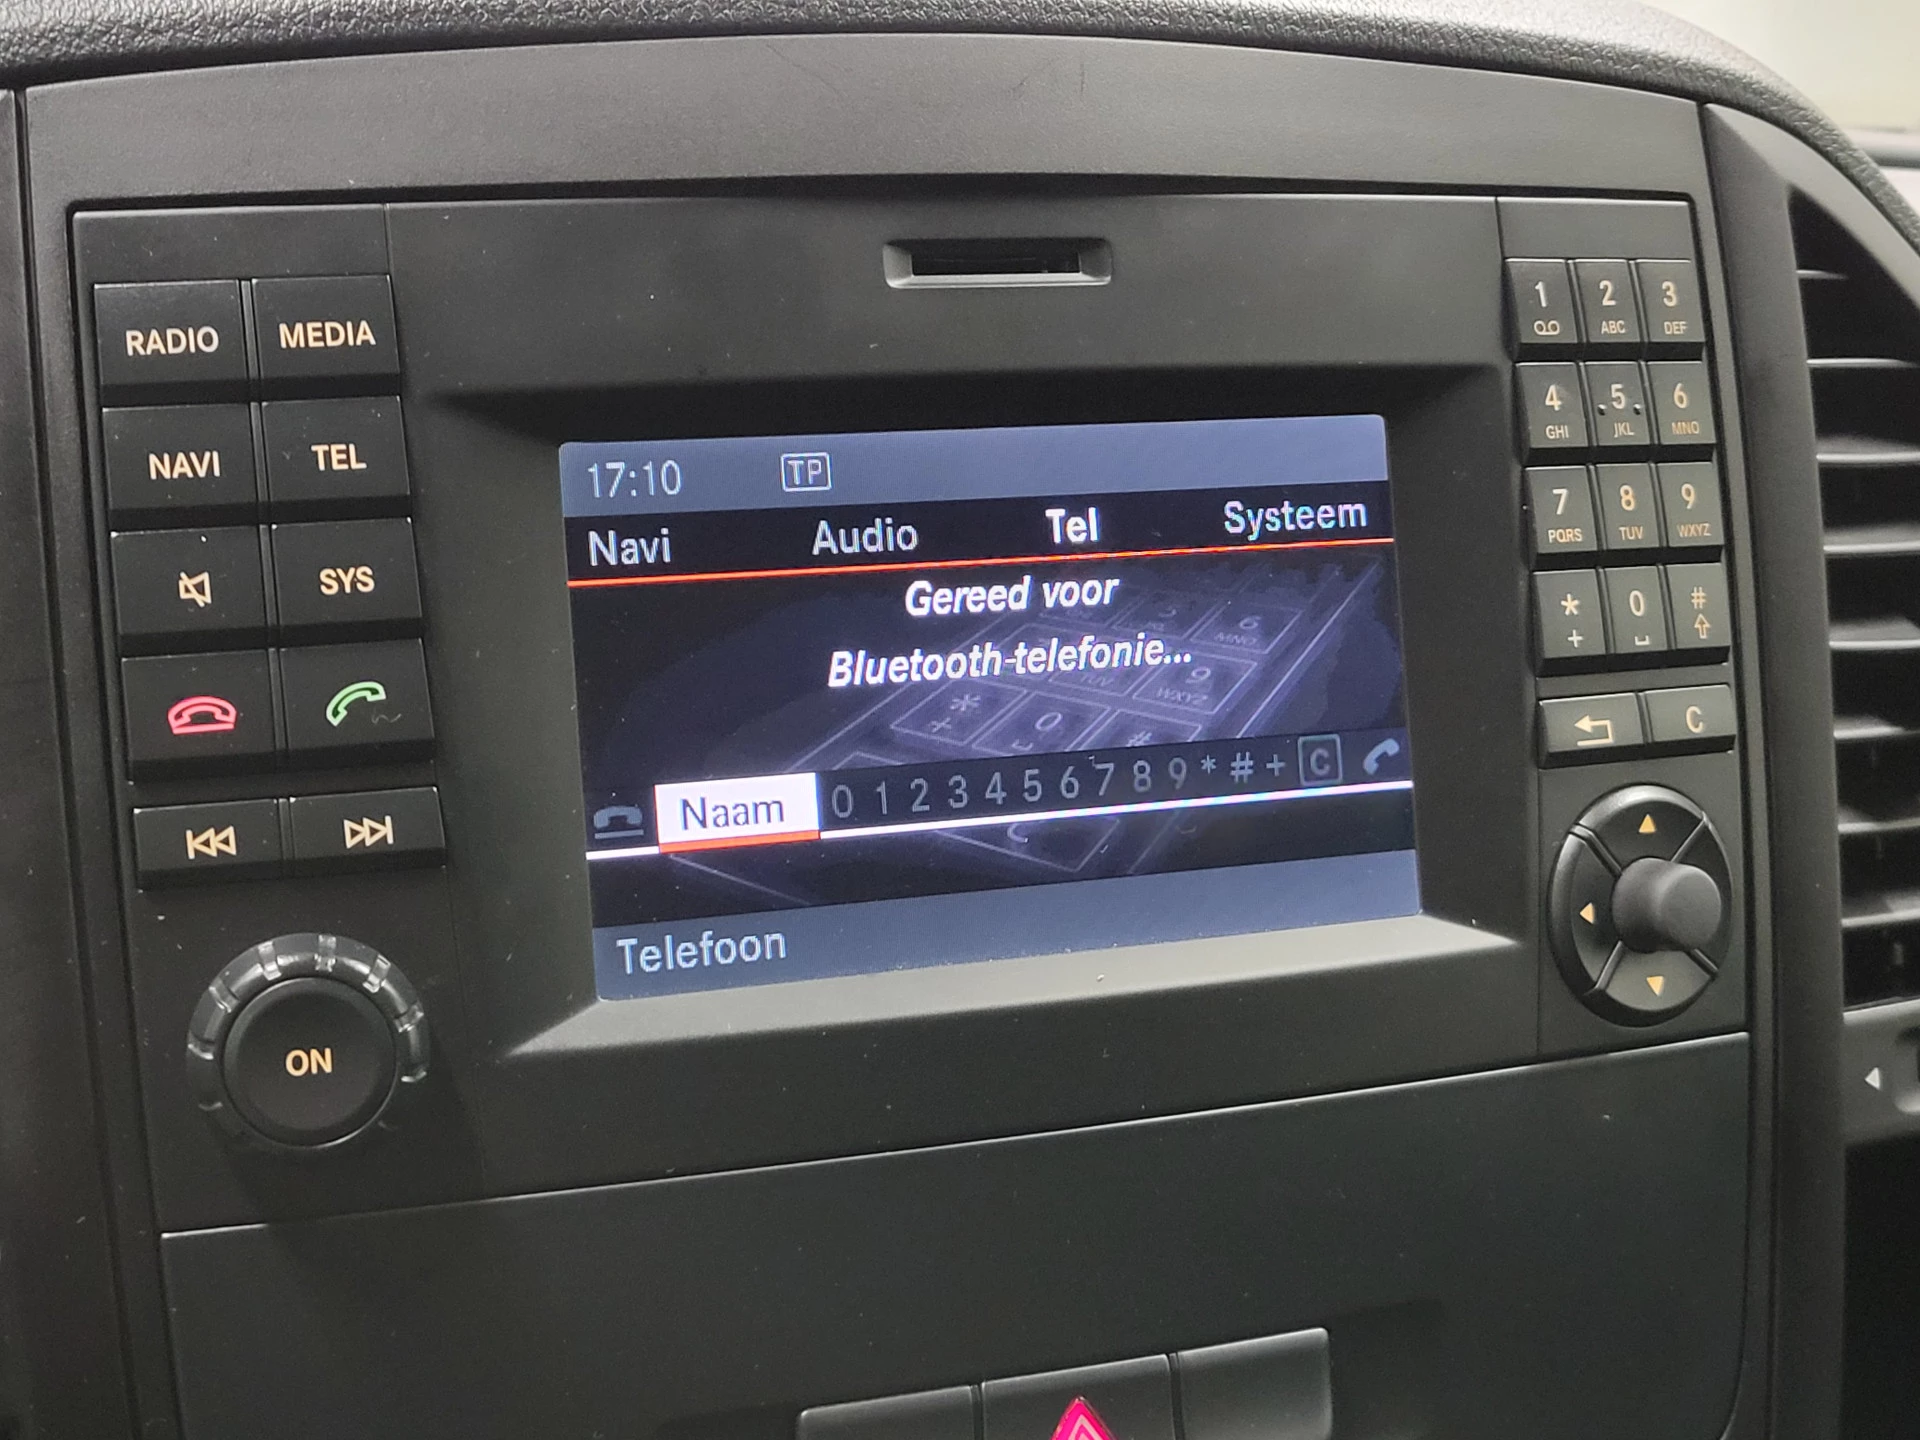 RADIO MEDIA
NAVI TEL
SYS
ON
17:10 TP
Navi Audio Tel Systeem
Gereed voor
Bluetooth-telefonie...
Naam 0 1 2 3 4 5 6 7 8 9 * # + C
Telefoon
1 2 3
ABC DEF
4 5 6
GHI JKL MNO
7 8 9
PQRS TUV WXYZ
* 0 #
+
C